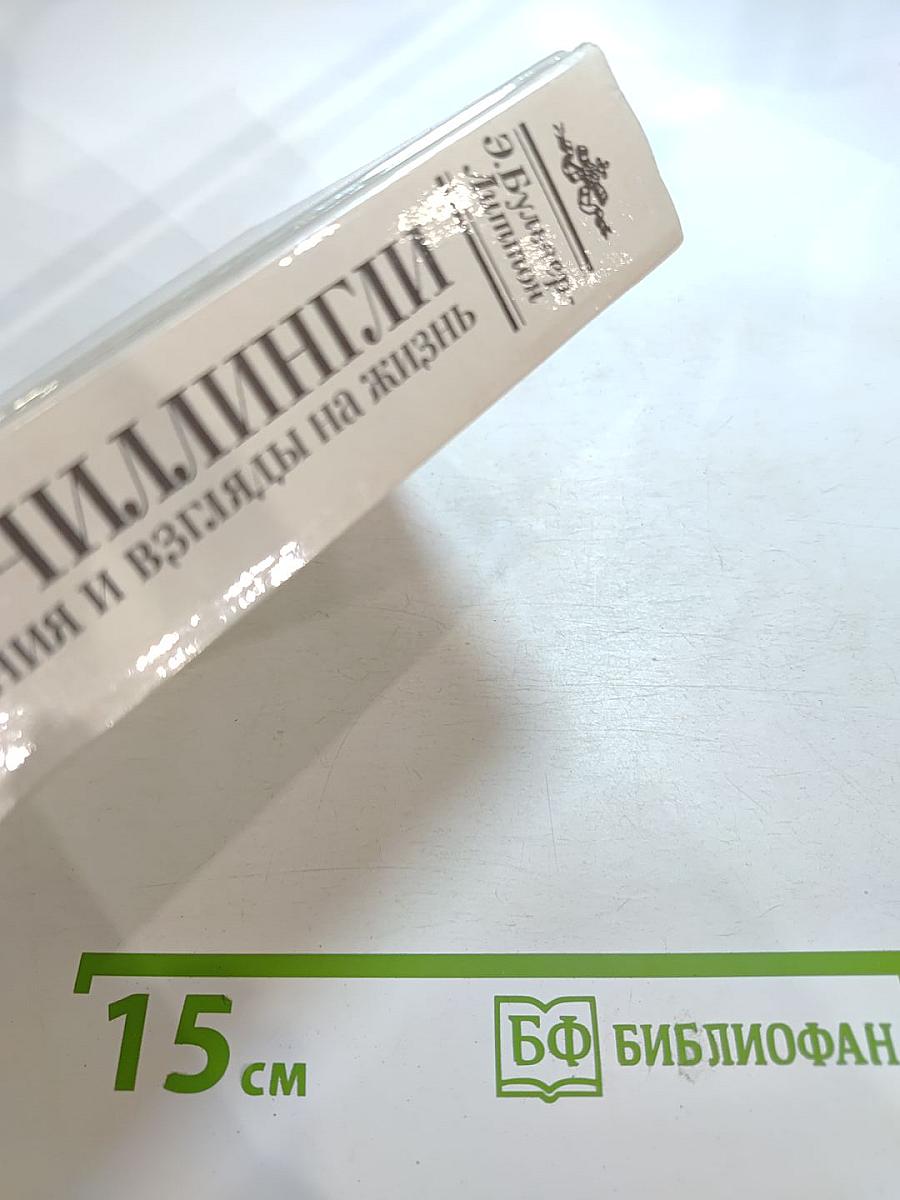 Э.Бульвер-
Литтон
ЧИЛЛИНГЛИ
ния и взгляды на жизнь
15 см
БФ БИБЛИОФАН